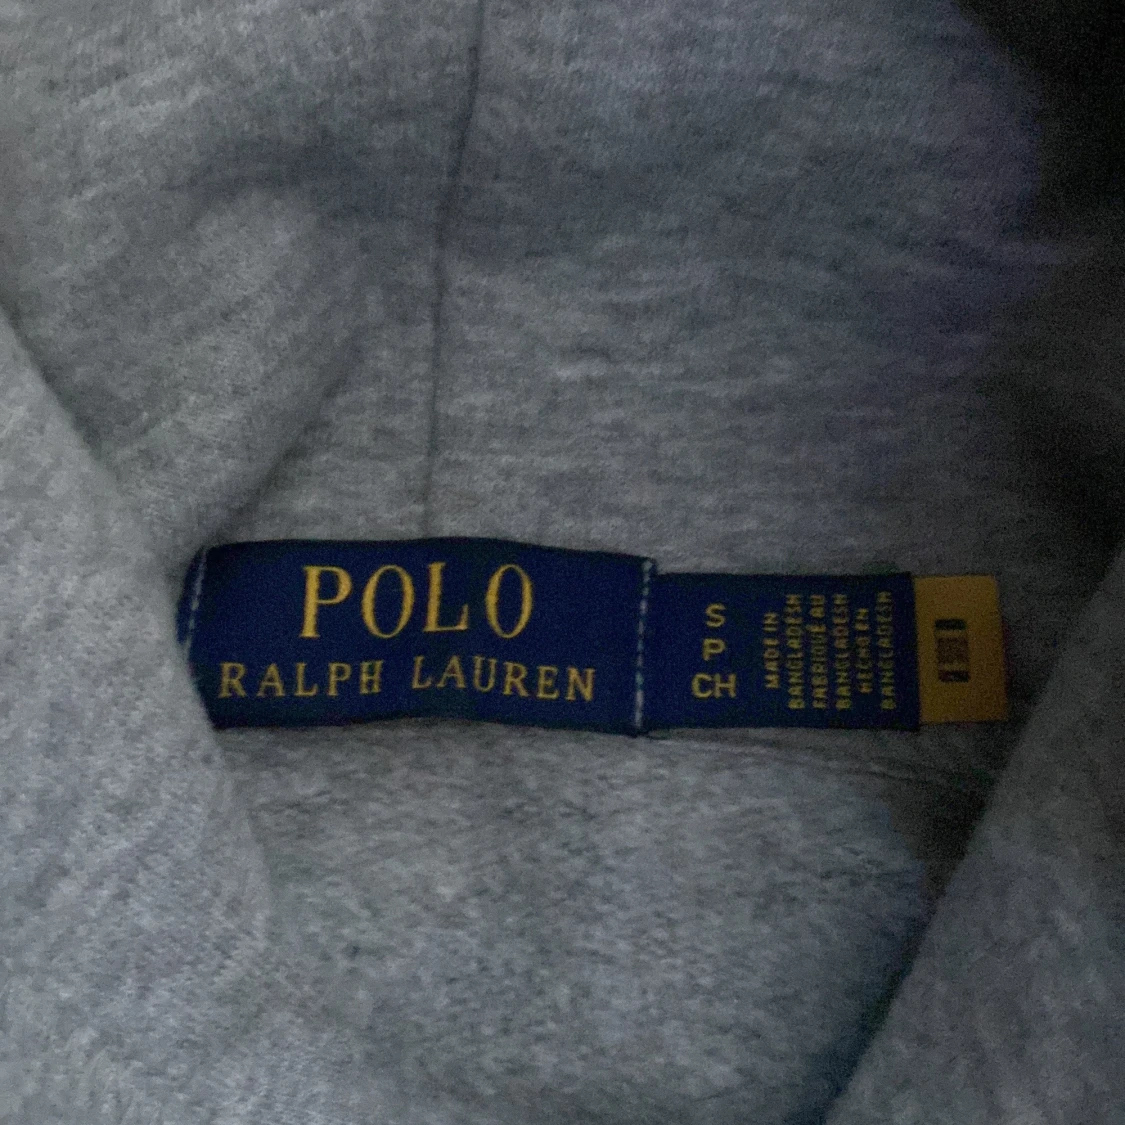 POLO
RALPH LAUREN
S
P
CH
MADE IN
BANGLADESH
FABRIQUÉ AU
BANGLADESH
HECHO EN
BANGLADESH